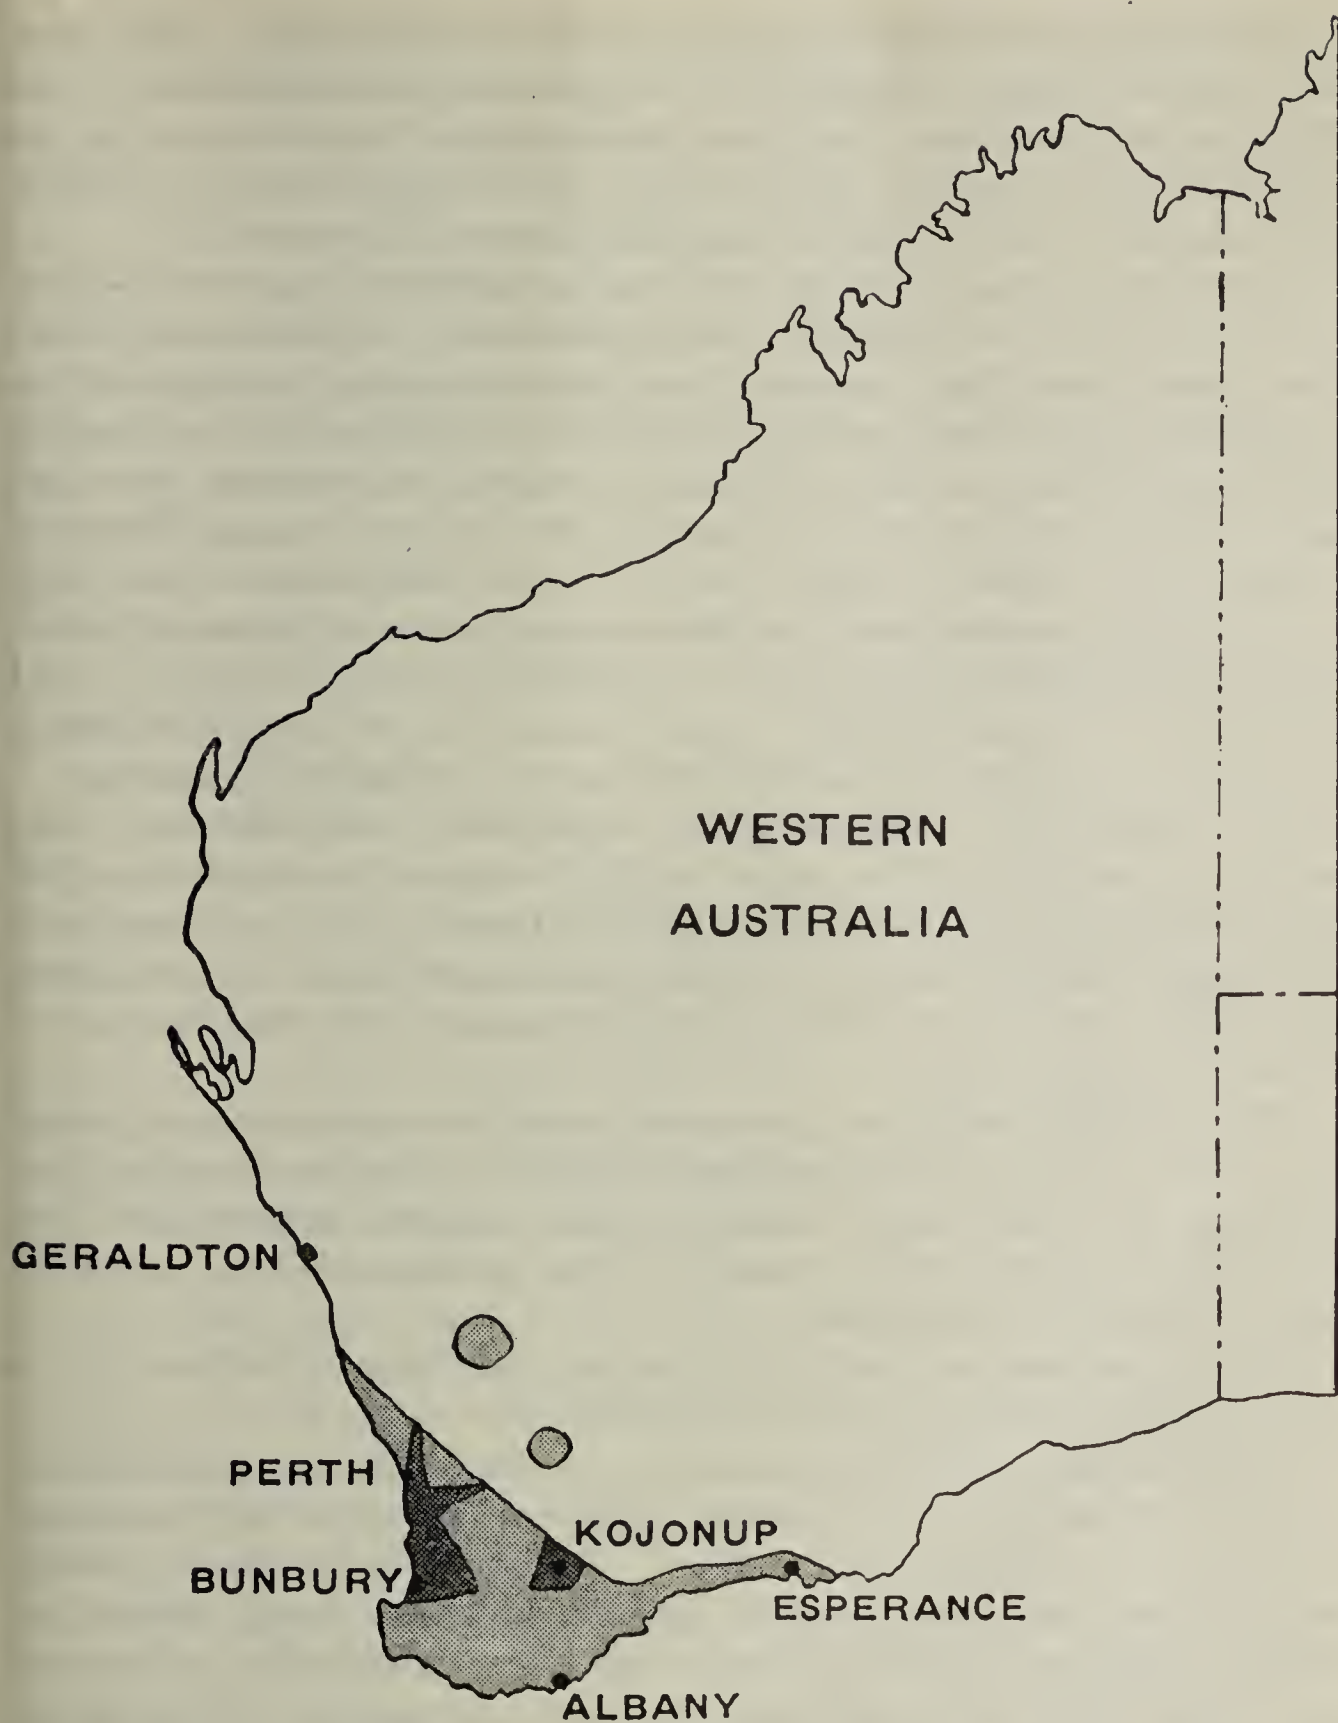 WESTERN
AUSTRALIA
GERALDTON
PERTH
KOJONUP
BUNBURY
ESPERANCE
ALBANY